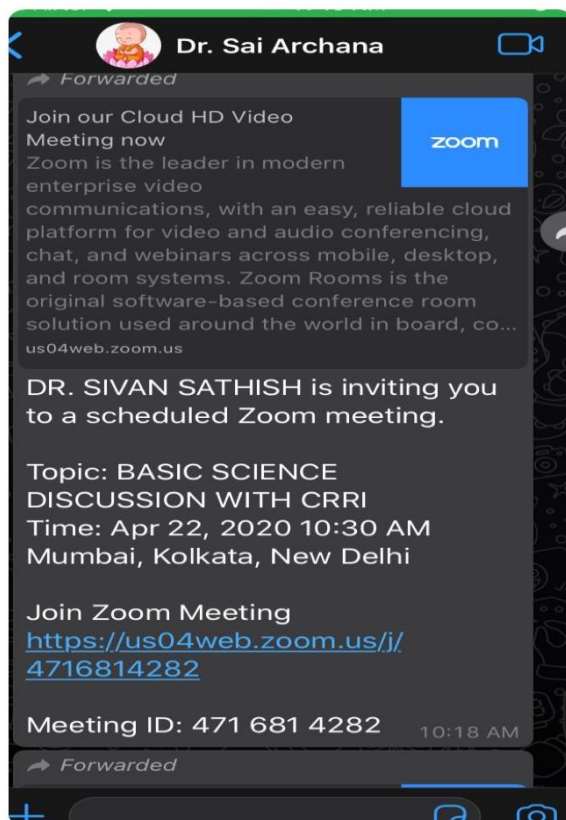 Dr. Sai Archana
Forwarded
Join our Cloud HD Video
Meeting now
zoom
Zoom is the leader in modern
enterprise video
communications, with an easy, reliable cloud
platform for video and audio conferencing,
chat, and webinars across mobile, desktop,
and room systems. Zoom Rooms is the
original software-based conference room
solution used around the world in board, co...
us04web.zoom.us
DR. SIVAN SATHISH is inviting you
to a scheduled Zoom meeting.
Topic: BASIC SCIENCE
DISCUSSION WITH CRRI
Time: Apr 22, 2020 10:30 AM
Mumbai, Kolkata, New Delhi
Join Zoom Meeting
https://us04web.zoom.us/j/
4716814282
Meeting ID: 471 681 4282
10:18 AM
Forwarded